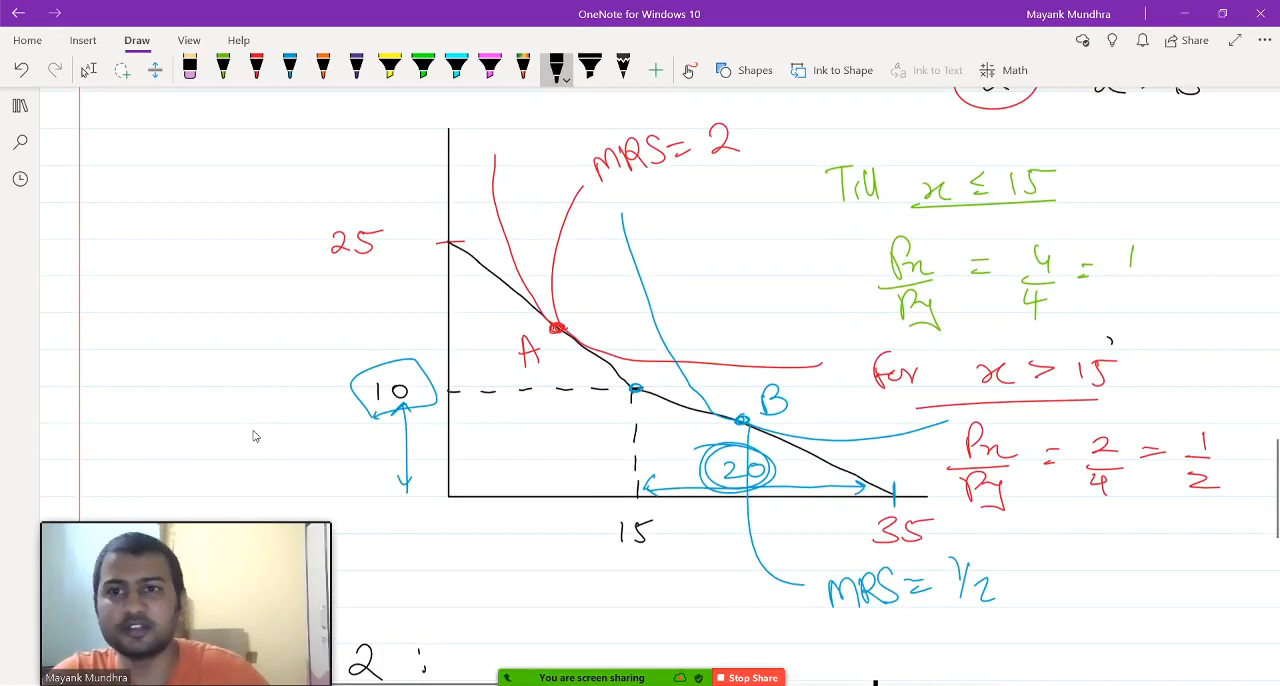 OneNote for Windows 10
Mayank Mundhra
Home Insert Draw View Help
Share
Shapes Ink to Shape Ink to Text Math
MRS = 2
Till x ≤ 15
25
Px/Py = 4/4 = 1
A
for x > 15
10
B
Px/Py = 2/4 = 1/2
20
15
35
MRS = 1/2
2 :
Mayank Mundhra
You are screen sharing Stop Share